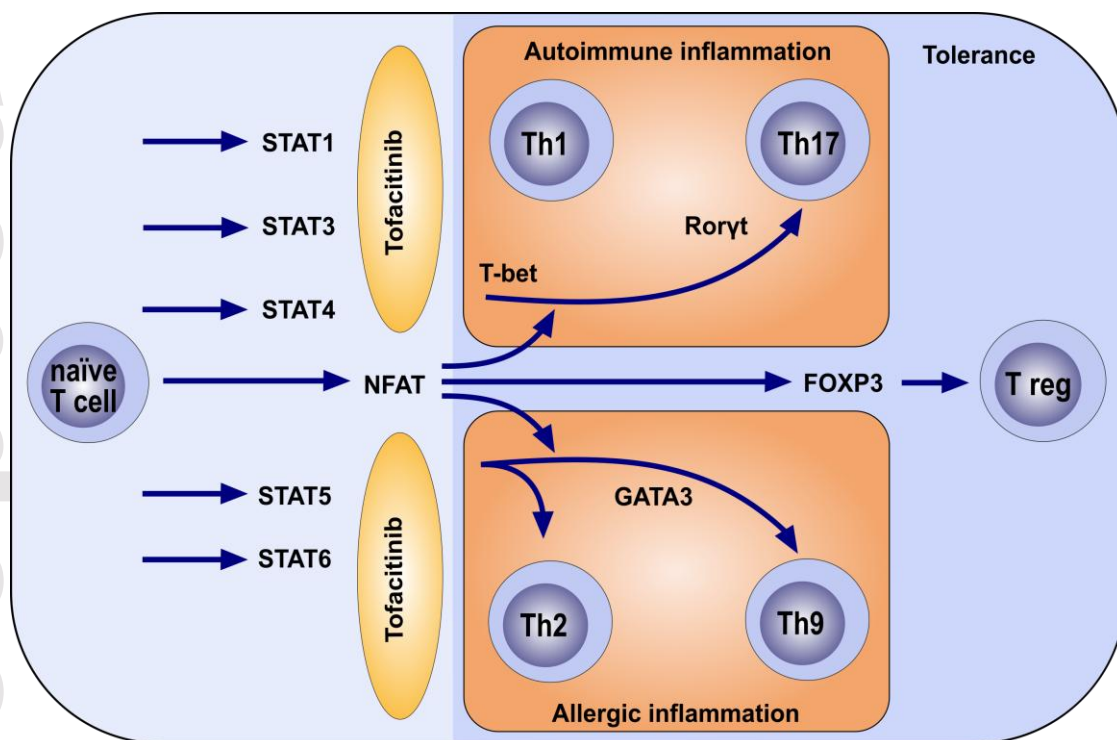 Autoimmune inflammation
Tolerance
Th1
Th17
STAT1
Tofacitinib
STAT3
Rorγt
T-bet
STAT4
naïve
T cell
NFAT
FOXP3
T reg
STAT5
GATA3
STAT6
Tofacitinib
Th2
Th9
Allergic inflammation